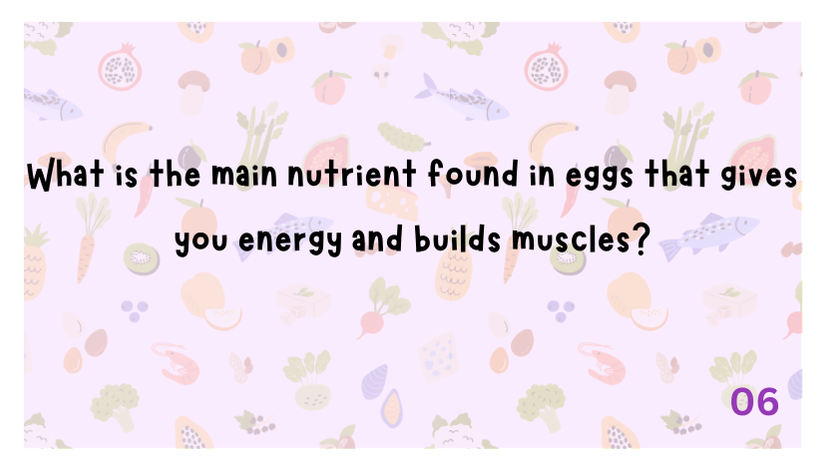 What is the main nutrient found in eggs that gives
you energy and builds muscles?
06